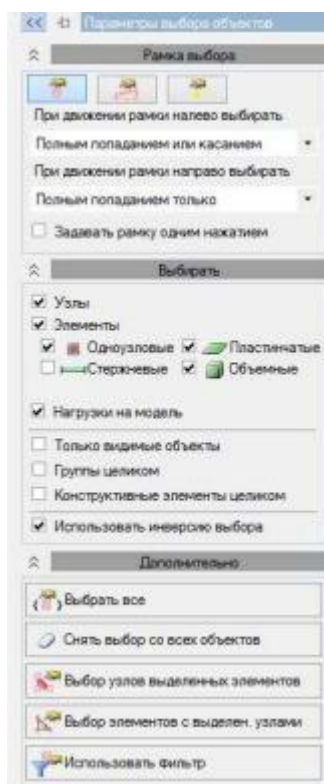 Параметры выбора объектов
Рамка выбора
При движении рамки налево выбирать
Полным попаданием или касанием
При движении рамки направо выбирать
Полным попаданием только
Задавать рамку одним нажатием
Выбирать
Узлы
Элементы
Одноузловые Пластинчатые
Стержневые Объемные
Нагрузки на модель
Только видимые объекты
Группы целиком
Конструктивные элементы целиком
Использовать инверсию выбора
Дополнительно
Выбрать все
Снять выбор со всех объектов
Выбор узлов выделенных элементов
Выбор элементов с выделен. узлами
Использовать фильтр